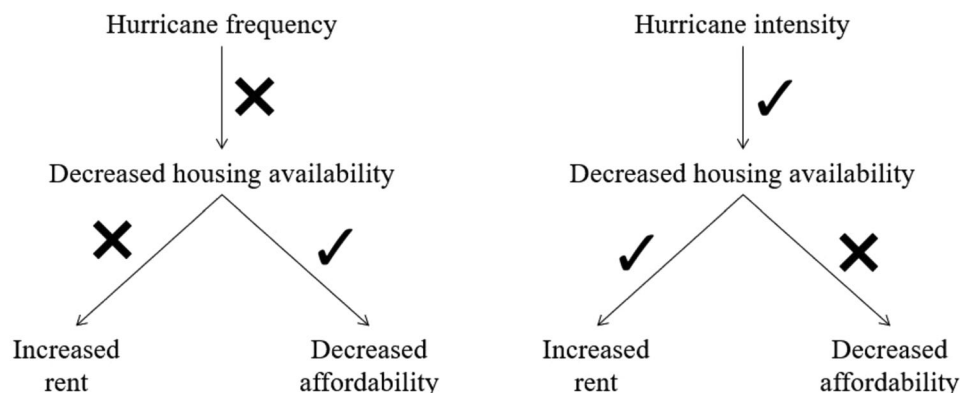 Hurricane frequency
Decreased housing availability
Increased
rent
Decreased
affordability
Hurricane intensity
Decreased housing availability
Increased
rent
Decreased
affordability